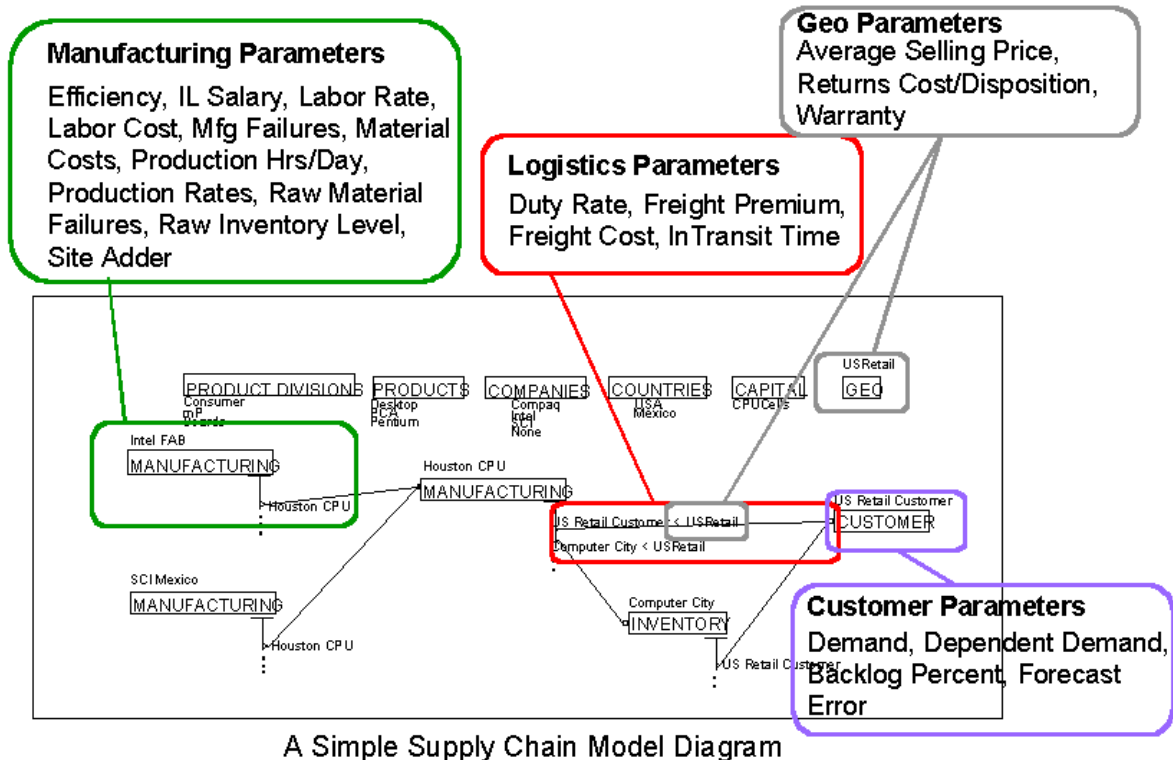 Geo Parameters
Average Selling Price,
Returns Cost/Disposition,
Warranty
Manufacturing Parameters
Efficiency, IL Salary, Labor Rate,
Labor Cost, Mfg Failures, Material
Costs, Production Hrs/Day,
Production Rates, Raw Material
Failures, Raw Inventory Level,
Site Adder
Logistics Parameters
Duty Rate, Freight Premium,
Freight Cost, InTransit Time
USRetail
PRODUCT DIVISIONS
Consumer
mP
Boards
PRODUCTS
Desktop
PCA
Pentium
COMPANIES
Compaq
Intel
SCI
None
COUNTRIES
USA
Mexico
CAPITAL
CPUCells
GEO
Intel FAB
MANUFACTURING
Houston CPU
Houston CPU
MANUFACTURING
US Retail Customer < USRetail
Computer City < USRetail
US Retail Customer
CUSTOMER
SCI Mexico
MANUFACTURING
Houston CPU
Computer City
INVENTORY
US Retail Customer
Customer Parameters
Demand, Dependent Demand,
Backlog Percent, Forecast
Error
A Simple Supply Chain Model Diagram